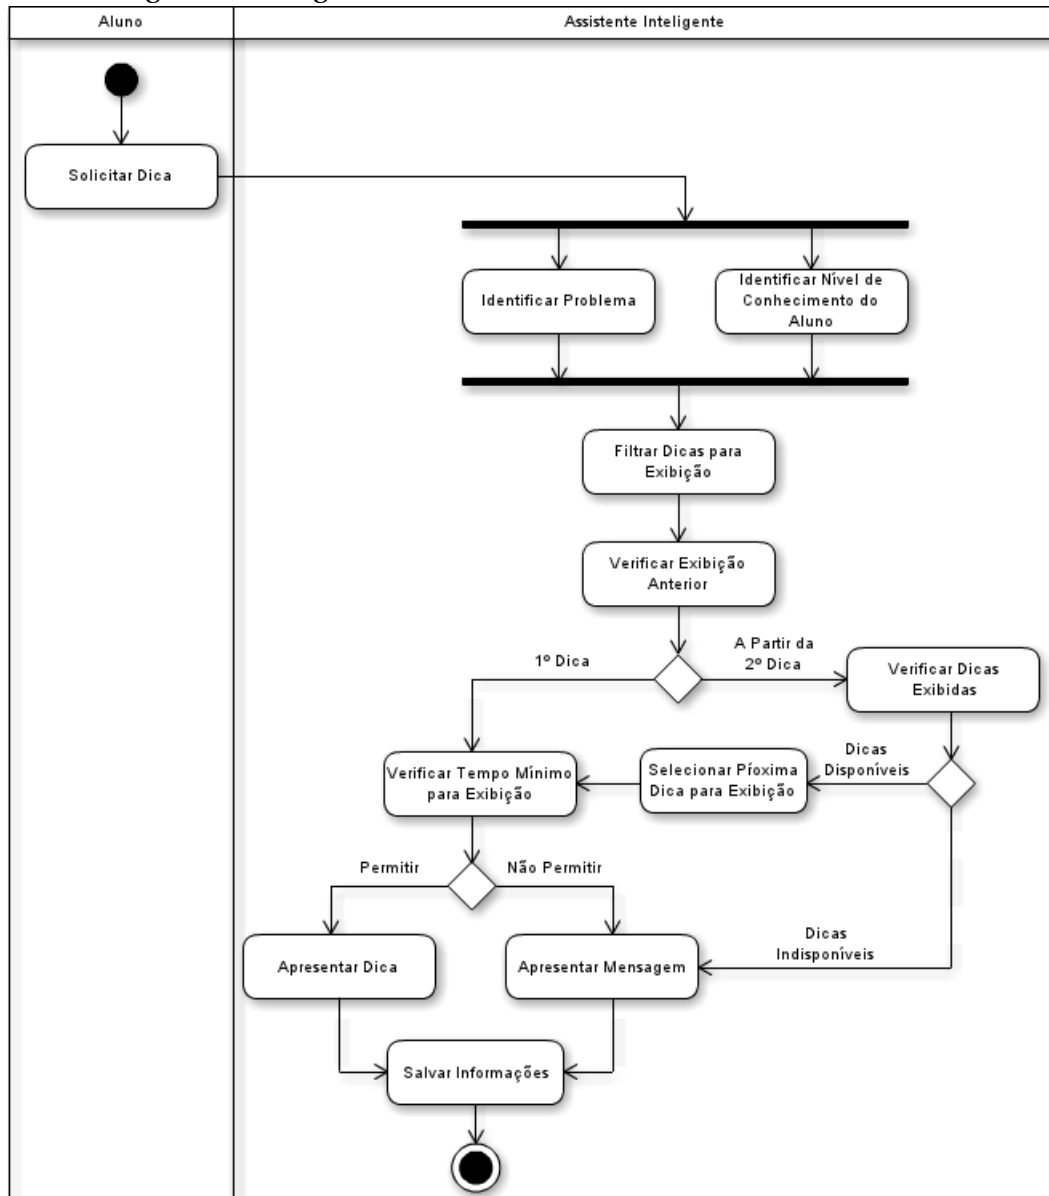 Aluno
Assistente Inteligente
Solicitar Dica
Identificar Problema
Identificar Nível de
Conhecimento do
Aluno
Filtrar Dicas para
Exibição
Verificar Exibição
Anterior
1º Dica
A Partir da
2º Dica
Verificar Dicas
Exibidas
Verificar Tempo Mínimo
para Exibição
Selecionar Píoxima
Dica para Exibição
Dicas
Disponíveis
Permitir
Não Permitir
Dicas
Indisponíveis
Apresentar Dica
Apresentar Mensagem
Salvar Informações